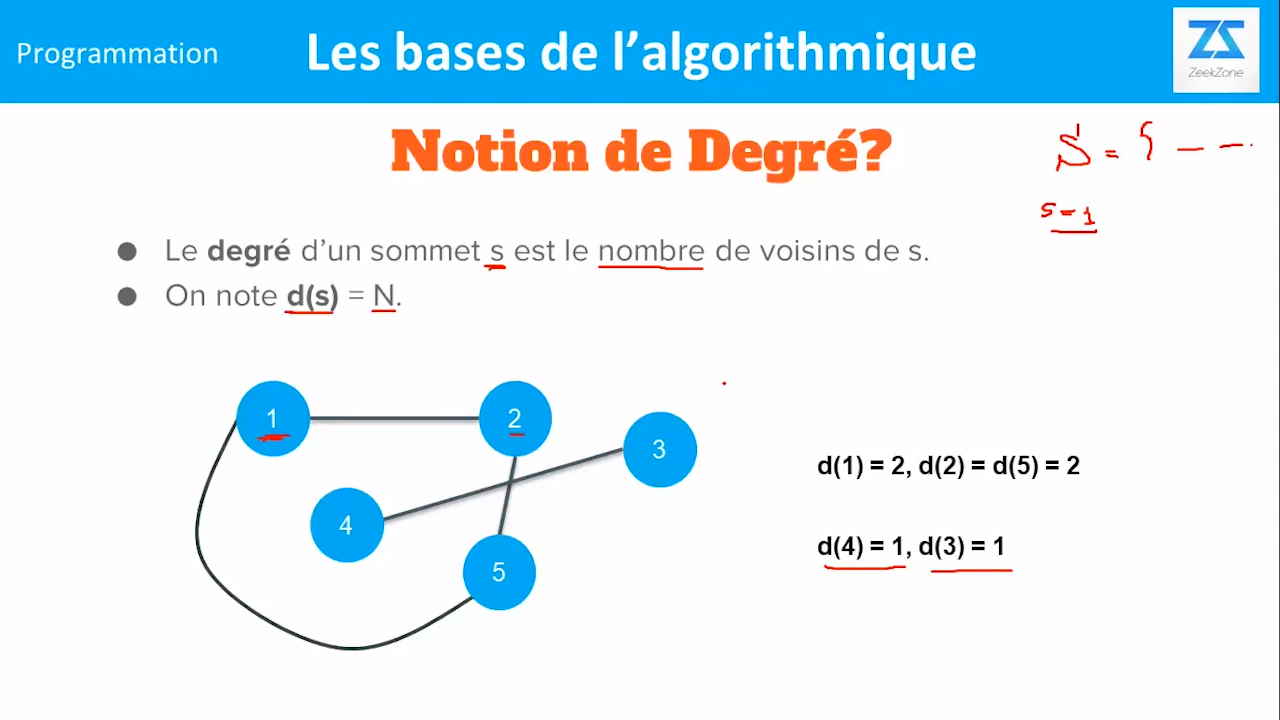 Programmation
Les bases de l’algorithmique
ZS
ZeekZone
Notion de Degré?
S = { – –
s = 1
● Le degré d’un sommet s est le nombre de voisins de s.
● On note d(s) = N.
1
2
3
4
5
d(1) = 2, d(2) = d(5) = 2
d(4) = 1, d(3) = 1